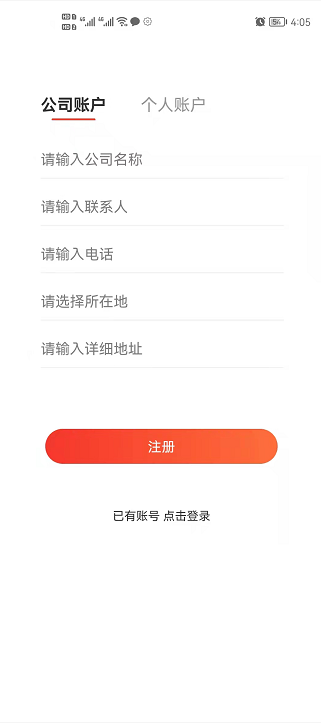 4:05
公司账户 个人账户
请输入公司名称
请输入联系人
请输入电话
请选择所在地
请输入详细地址
注册
已有账号 点击登录